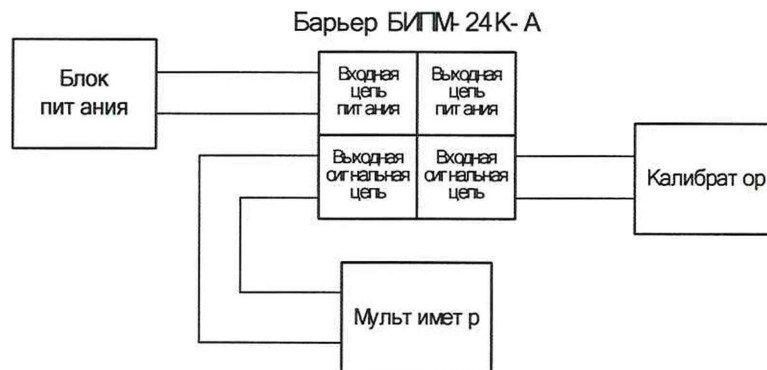 Барьер БИПМ-24К-А
Блок
питания
Входная
цепь
питания
Выходная
цепь
питания
Выходная
сигнальная
цепь
Входная
сигнальная
цепь
Калибратор
Мультиметр